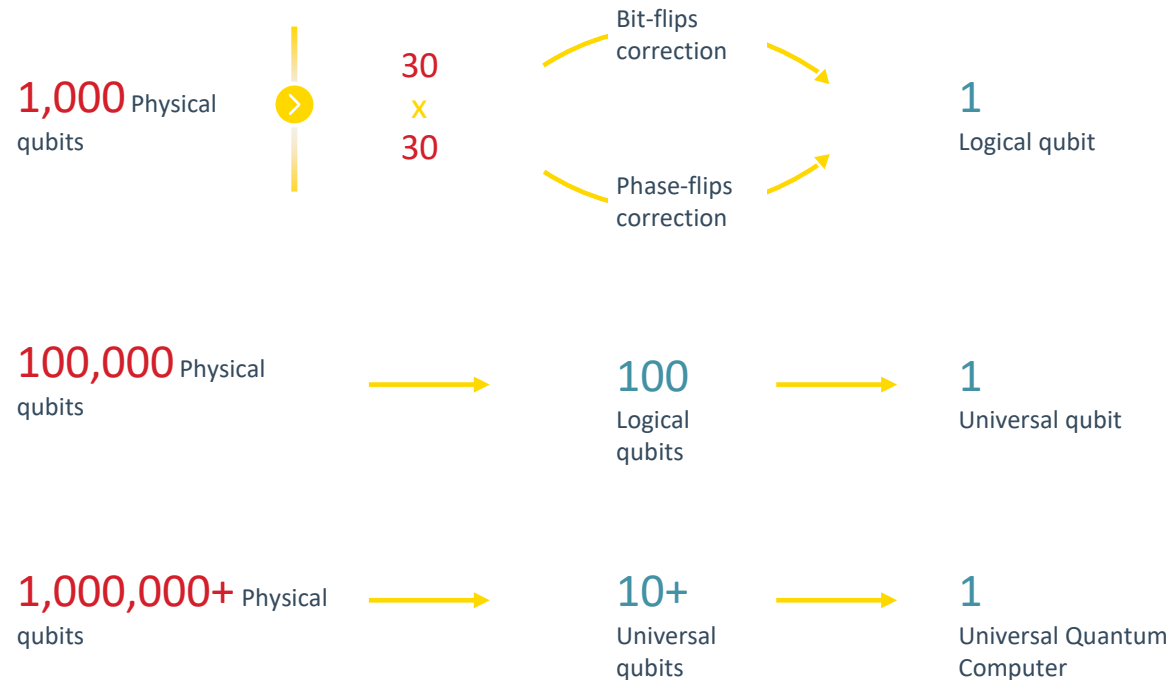 1,000 Physical
qubits
30
x
30
Bit-flips
correction
Phase-flips
correction
1
Logical qubit
100,000 Physical
qubits
100
Logical
qubits
1
Universal qubit
1,000,000+ Physical
qubits
10+
Universal
qubits
1
Universal Quantum
Computer